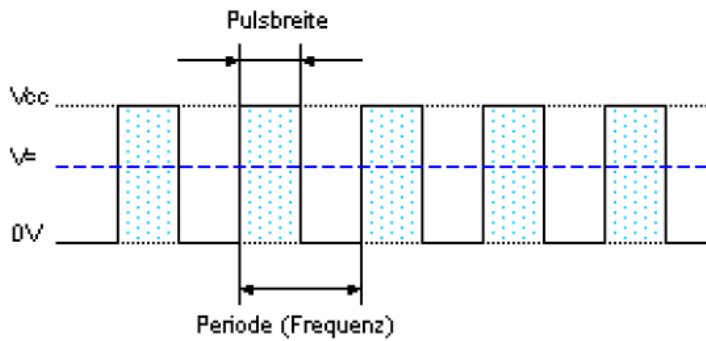 Pulsbreite
Vcc
V=
0V
Periode (Frequenz)